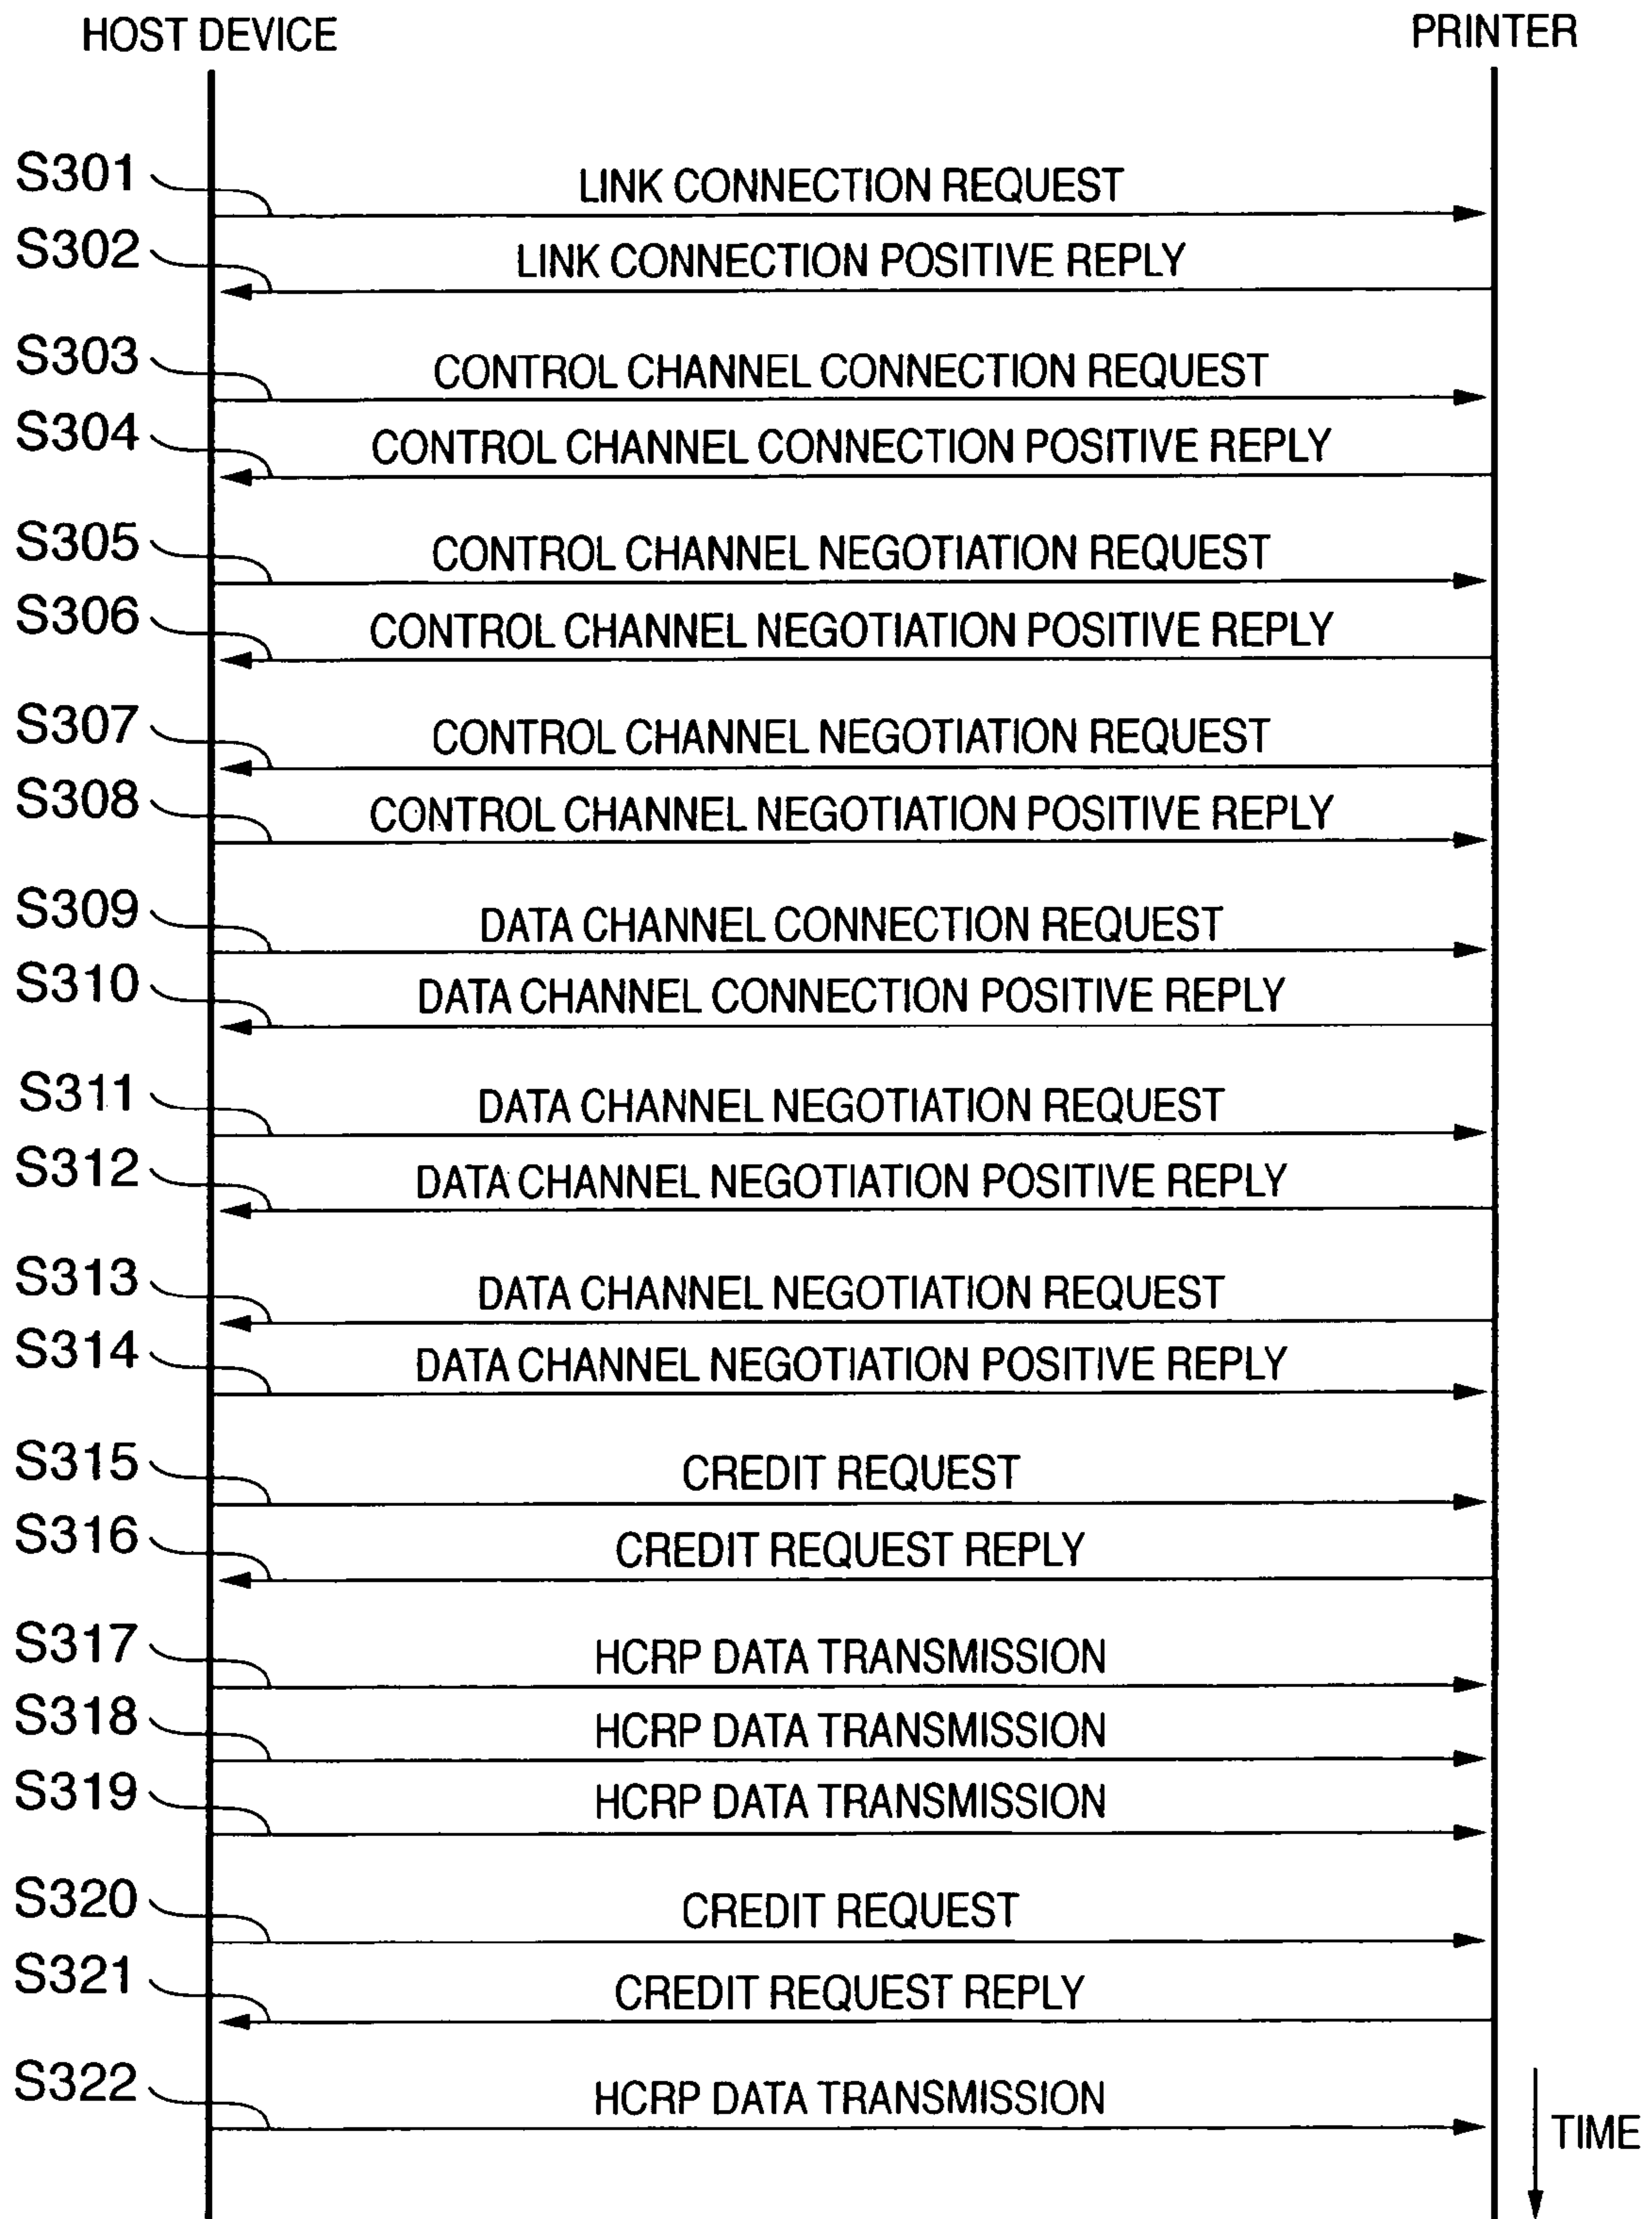 HOST DEVICE
PRINTER
S301
LINK CONNECTION REQUEST
S302
LINK CONNECTION POSITIVE REPLY
S303
CONTROL CHANNEL CONNECTION REQUEST
S304
CONTROL CHANNEL CONNECTION POSITIVE REPLY
S305
CONTROL CHANNEL NEGOTIATION REQUEST
S306
CONTROL CHANNEL NEGOTIATION POSITIVE REPLY
S307
CONTROL CHANNEL NEGOTIATION REQUEST
S308
CONTROL CHANNEL NEGOTIATION POSITIVE REPLY
S309
DATA CHANNEL CONNECTION REQUEST
S310
DATA CHANNEL CONNECTION POSITIVE REPLY
S311
DATA CHANNEL NEGOTIATION REQUEST
S312
DATA CHANNEL NEGOTIATION POSITIVE REPLY
S313
DATA CHANNEL NEGOTIATION REQUEST
S314
DATA CHANNEL NEGOTIATION POSITIVE REPLY
S315
CREDIT REQUEST
S316
CREDIT REQUEST REPLY
S317
HCRP DATA TRANSMISSION
S318
HCRP DATA TRANSMISSION
S319
HCRP DATA TRANSMISSION
S320
CREDIT REQUEST
S321
CREDIT REQUEST REPLY
S322
HCRP DATA TRANSMISSION
TIME